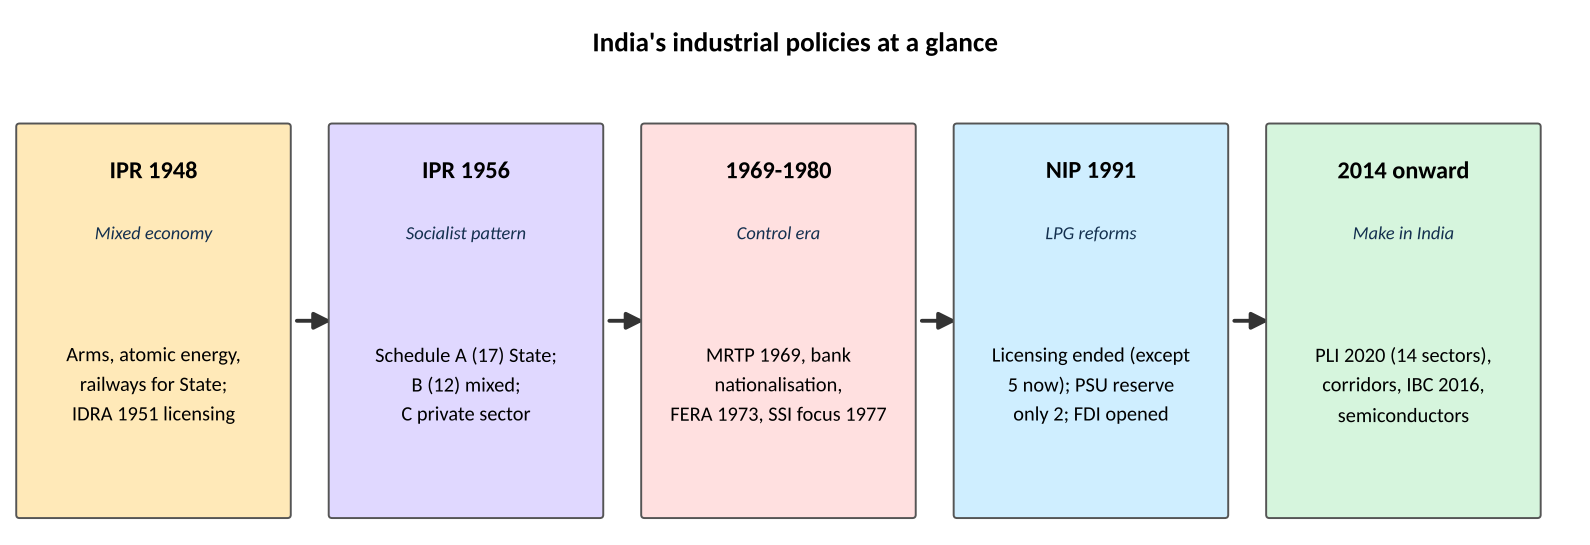 India's industrial policies at a glance
IPR 1948
Mixed economy
Arms, atomic energy,
railways for State;
IDRA 1951 licensing
IPR 1956
Socialist pattern
Schedule A (17) State;
B (12) mixed;
C private sector
1969-1980
Control era
MRTP 1969, bank
nationalisation,
FERA 1973, SSI focus 1977
NIP 1991
LPG reforms
Licensing ended (except
5 now); PSU reserve
only 2; FDI opened
2014 onward
Make in India
PLI 2020 (14 sectors),
corridors, IBC 2016,
semiconductors